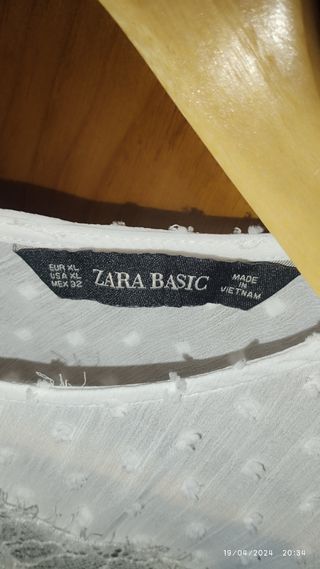 EUR XL
USA XL
MEX 32
ZARA BASIC
MADE
IN
VIETNAM
19/04/2024 20:34